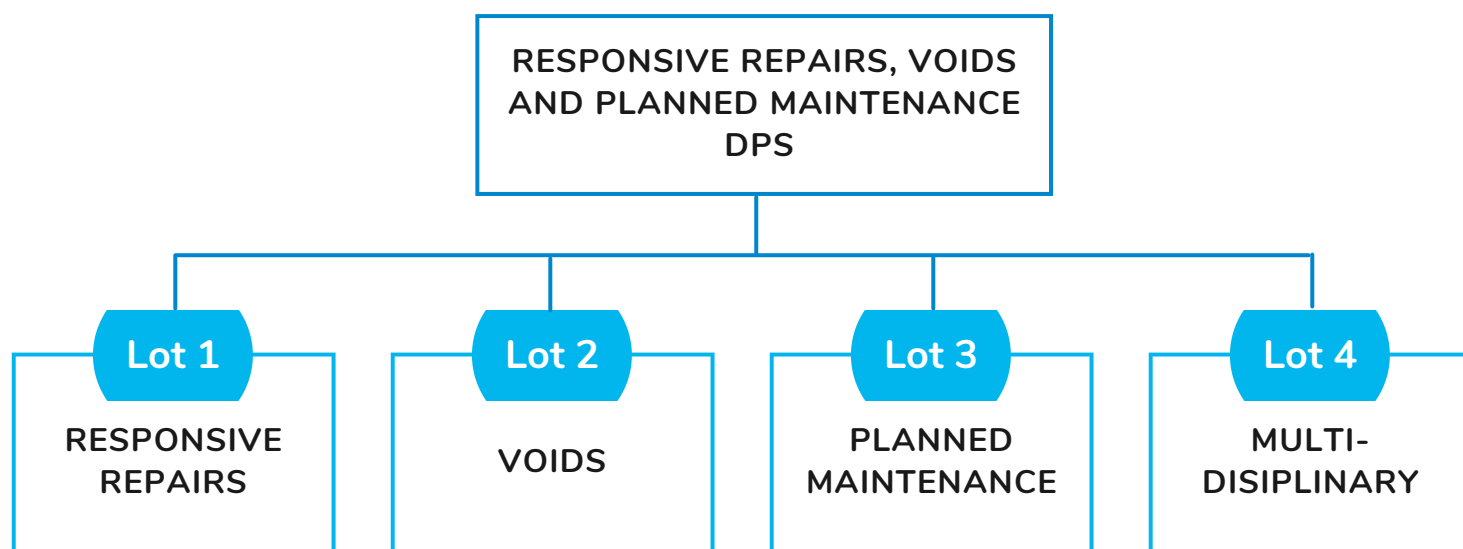 RESPONSIVE REPAIRS, VOIDS
AND PLANNED MAINTENANCE
DPS
Lot 1
RESPONSIVE
REPAIRS
Lot 2
VOIDS
Lot 3
PLANNED
MAINTENANCE
Lot 4
MULTI-
DISIPLINARY